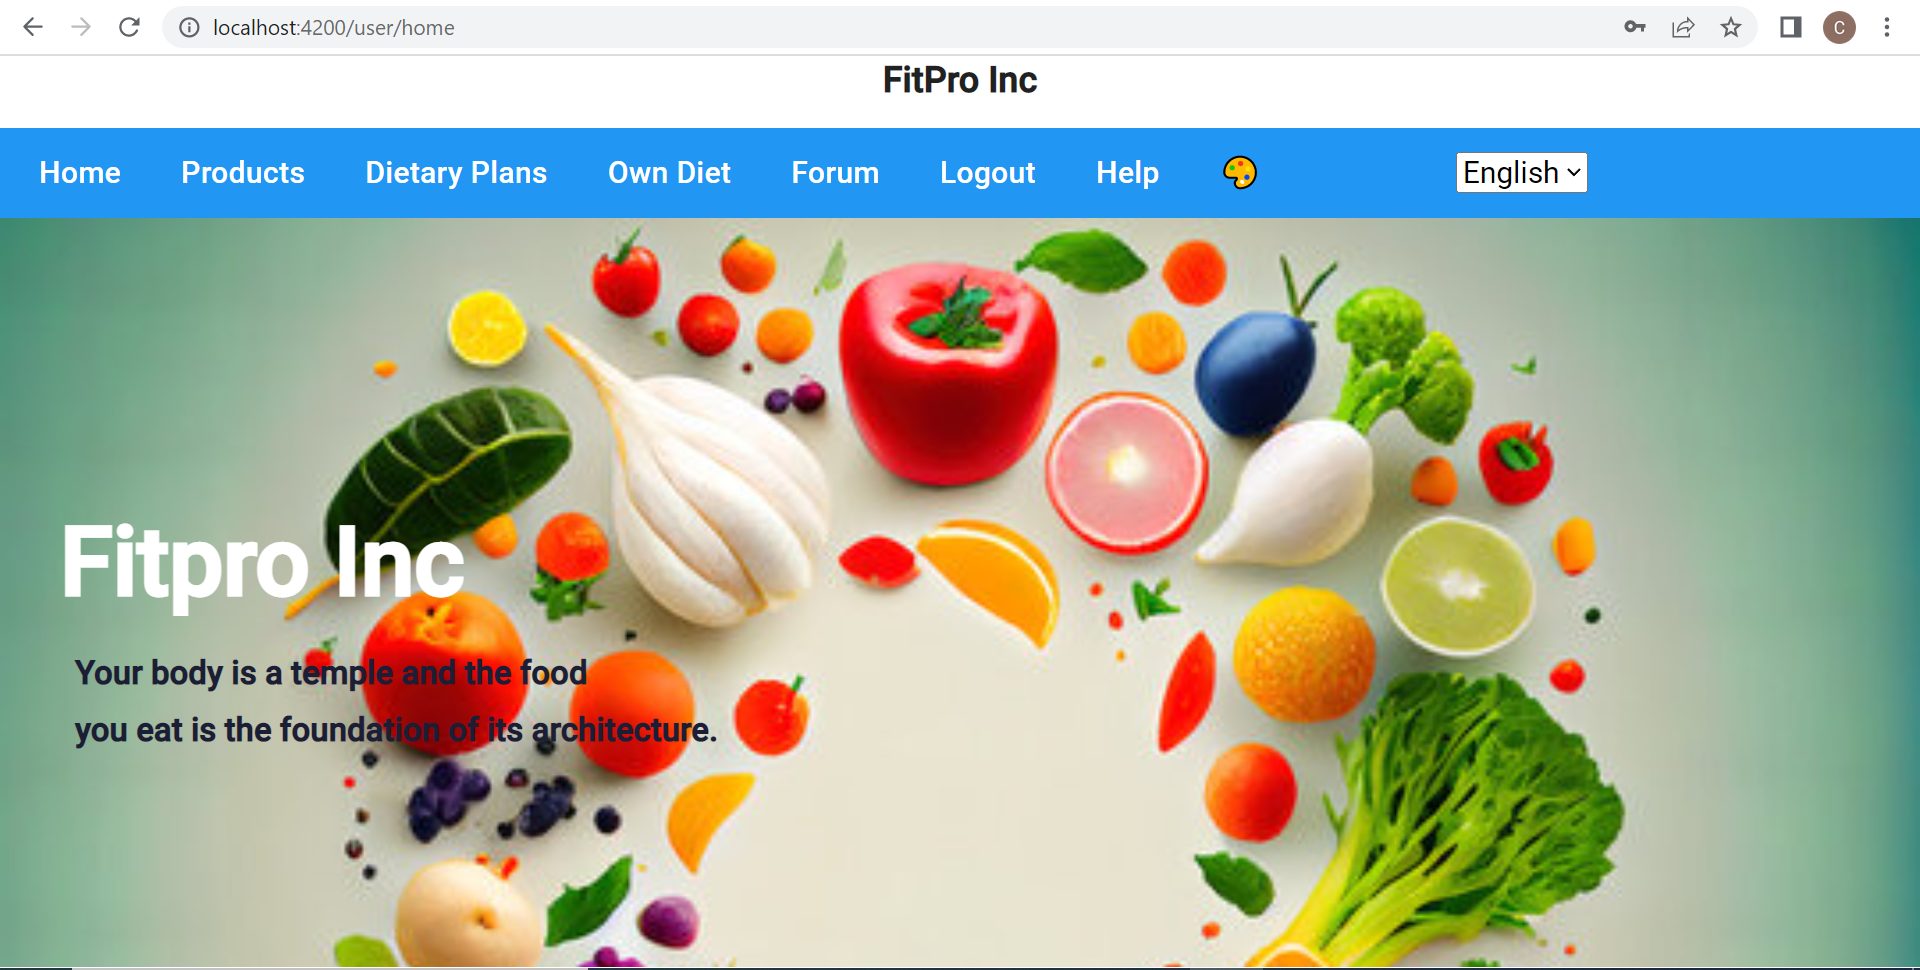 localhost:4200/user/home
C
FitPro Inc
Home Products Dietary Plans Own Diet Forum Logout Help English
Fitpro Inc
Your body is a temple and the food
you eat is the foundation of its architecture.